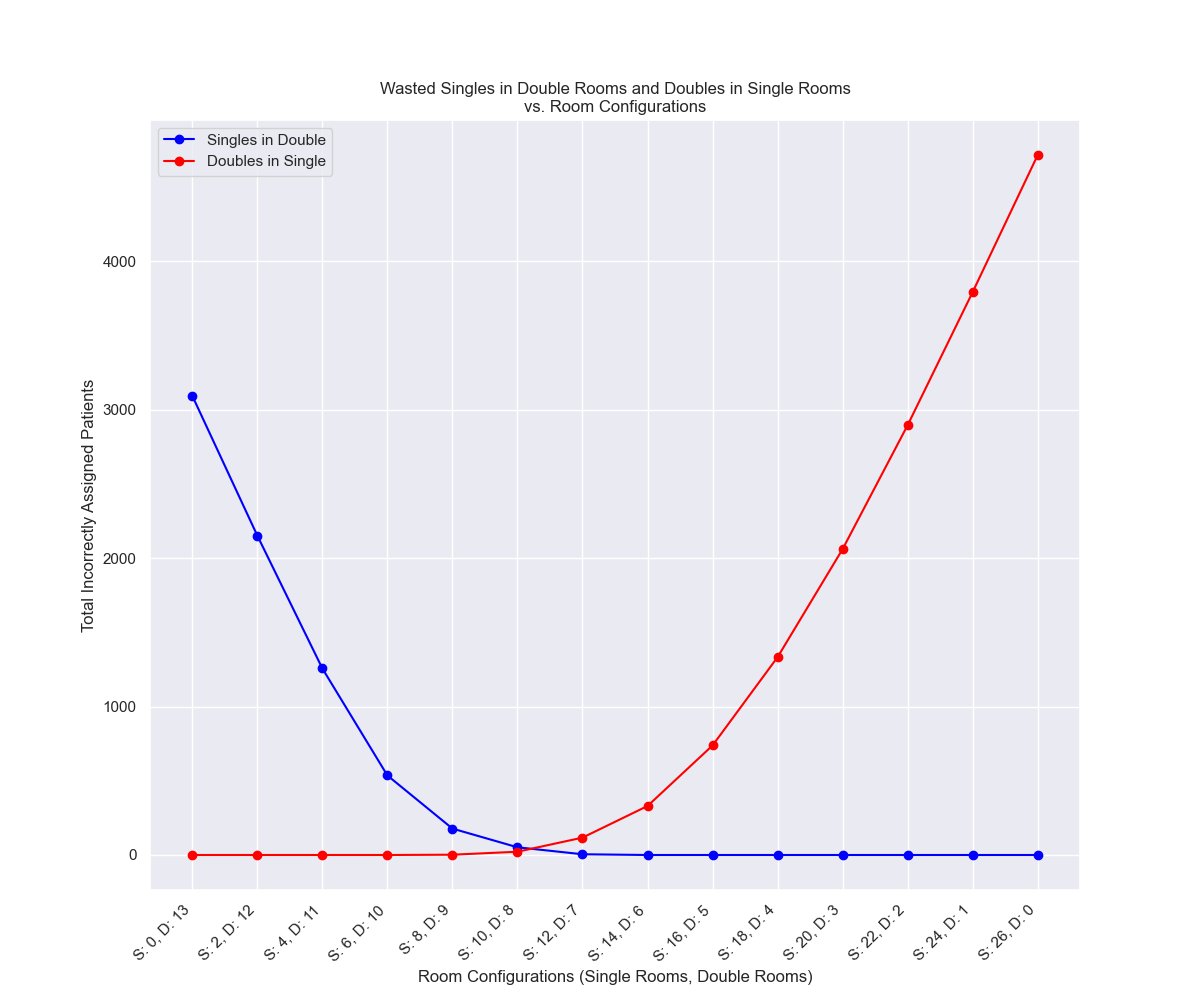 Wasted Singles in Double Rooms and Doubles in Single Rooms
vs. Room Configurations
Singles in Double
Doubles in Single
Total Incorrectly Assigned Patients
4000
3000
2000
1000
0
S: 0, D: 13
S: 2, D: 12
S: 4, D: 11
S: 6, D: 10
S: 8, D: 9
S: 10, D: 8
S: 12, D: 7
S: 14, D: 6
S: 16, D: 5
S: 18, D: 4
S: 20, D: 3
S: 22, D: 2
S: 24, D: 1
S: 26, D: 0
Room Configurations (Single Rooms, Double Rooms)